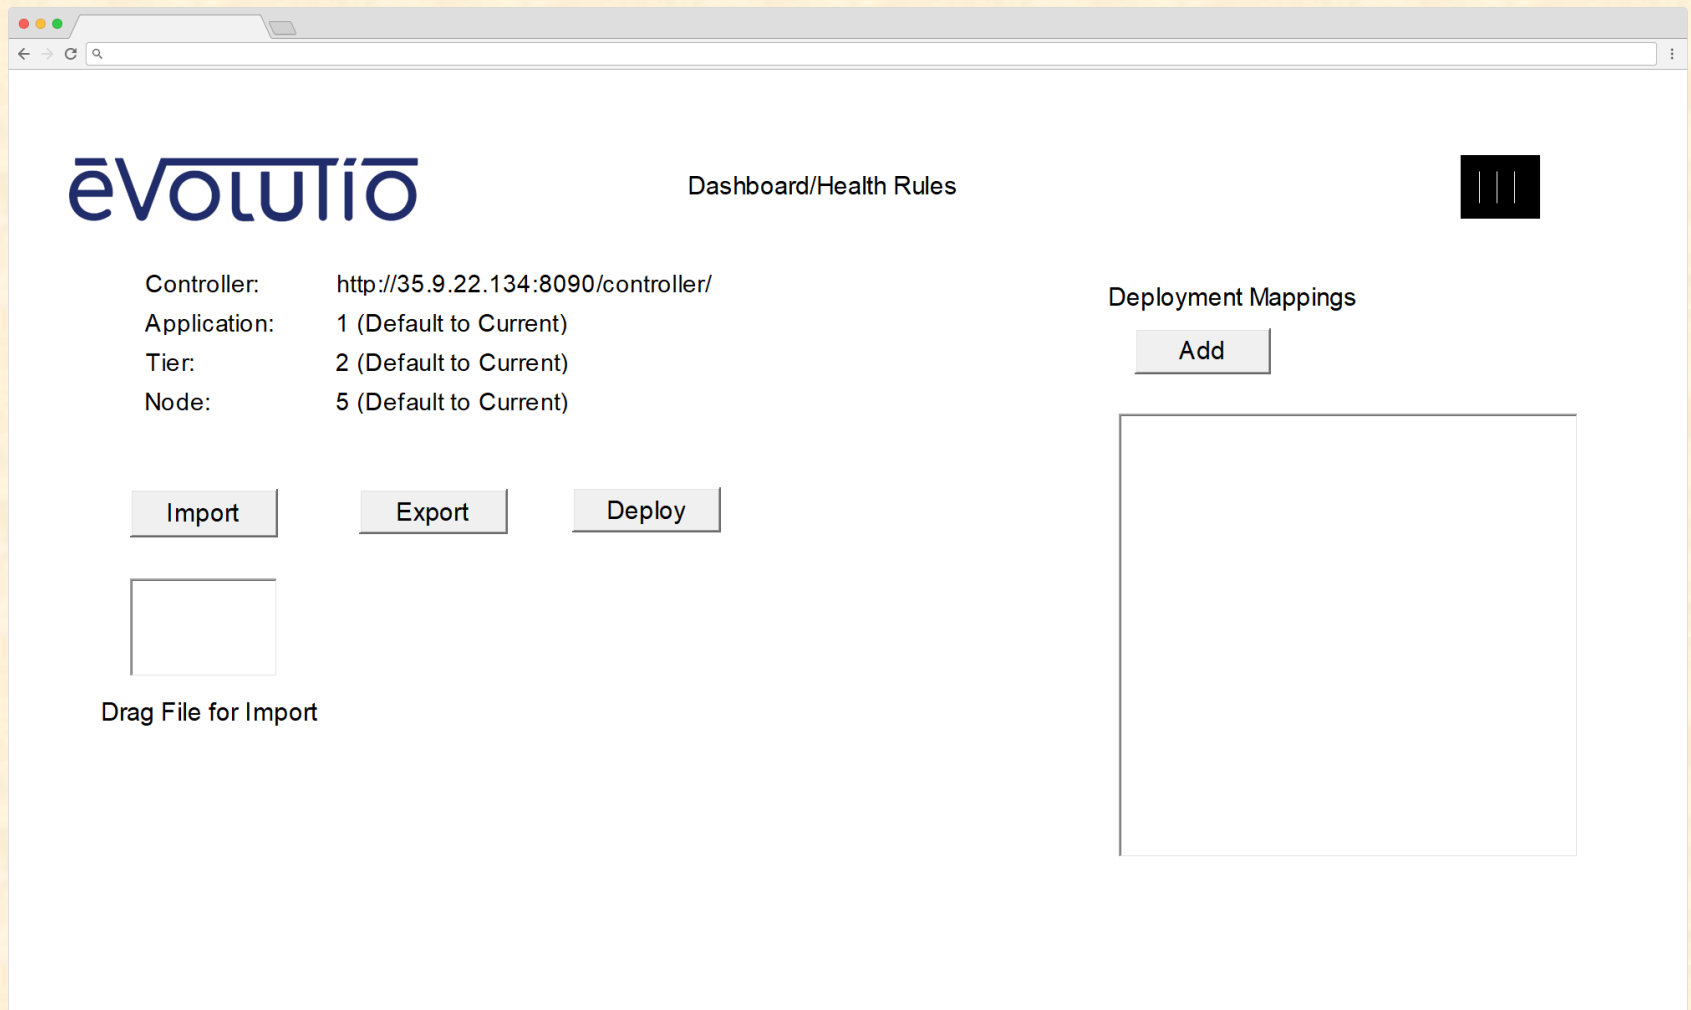 ēVolutio
Dashboard/Health Rules
Controller: http://35.9.22.134:8090/controller/
Application: 1 (Default to Current)
Tier: 2 (Default to Current)
Node: 5 (Default to Current)
Deployment Mappings
Add
Import Export Deploy
Drag File for Import